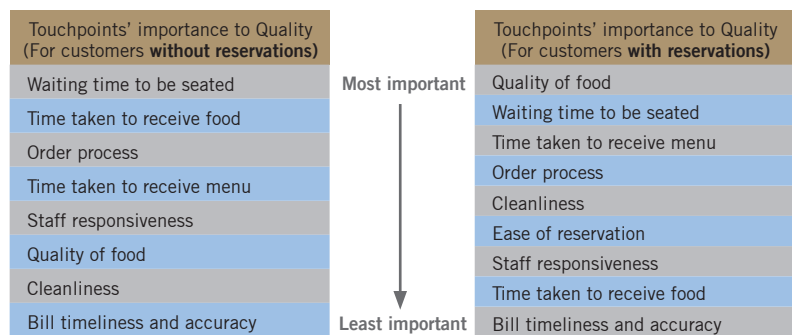 Touchpoints' importance to Quality
(For customers without reservations)
Waiting time to be seated
Time taken to receive food
Order process
Time taken to receive menu
Staff responsiveness
Quality of food
Cleanliness
Bill timeliness and accuracy
Most important
Least important
Touchpoints' importance to Quality
(For customers with reservations)
Quality of food
Waiting time to be seated
Time taken to receive menu
Order process
Cleanliness
Ease of reservation
Staff responsiveness
Time taken to receive food
Bill timeliness and accuracy